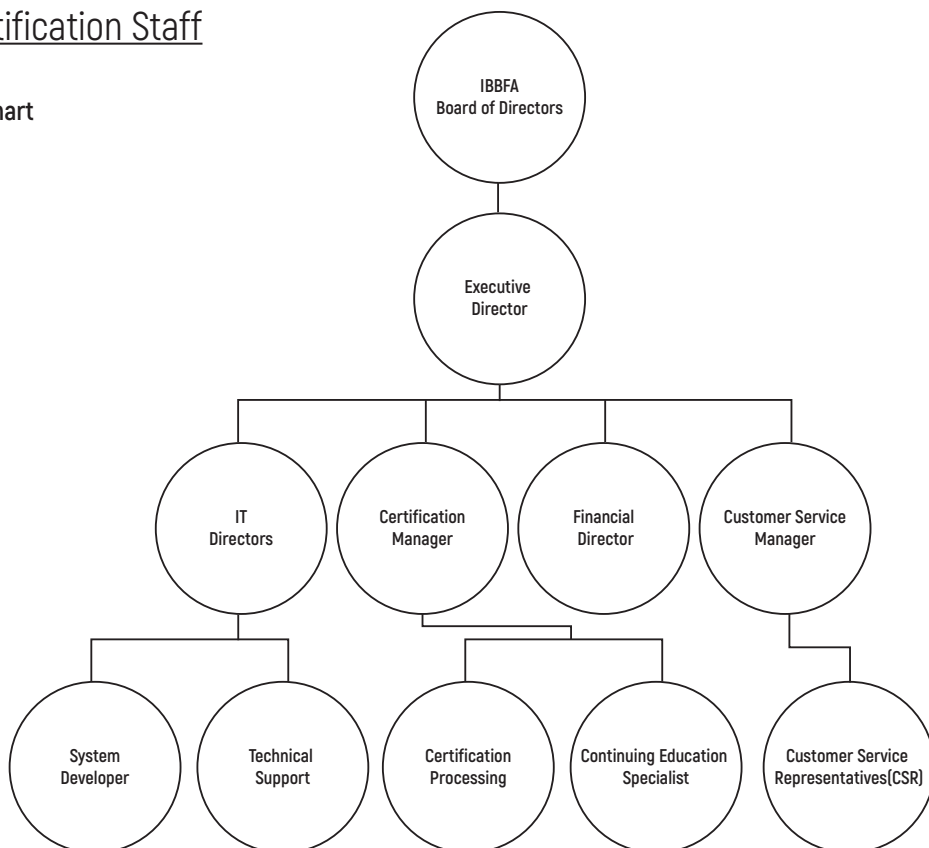 tification Staff
art
IBBFA
Board of Directors
Executive
Director
IT
Directors
Certification
Manager
Financial
Director
Customer Service
Manager
System
Developer
Technical
Support
Certification
Processing
Continuing Education
Specialist
Customer Service
Representatives(CSR)